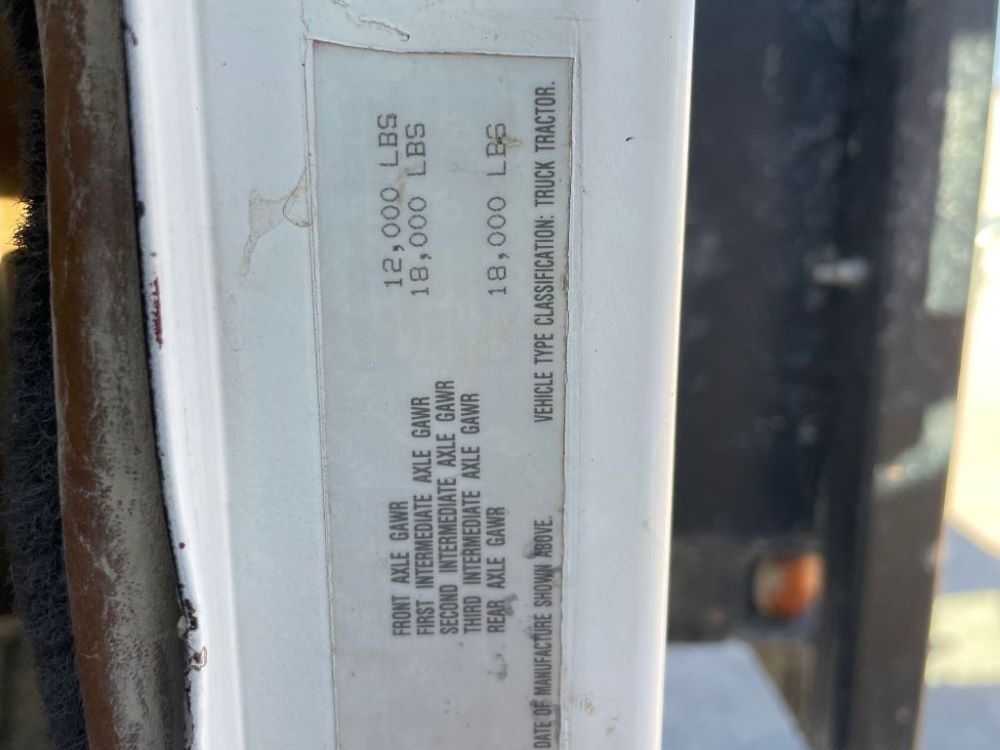 FRONT AXLE GAWR 12,000 LBS
FIRST INTERMEDIATE AXLE GAWR 18,000 LBS
SECOND INTERMEDIATE AXLE GAWR
THIRD INTERMEDIATE AXLE GAWR
REAR AXLE GAWR 18,000 LBS
DATE OF MANUFACTURE SHOWN ABOVE. VEHICLE TYPE CLASSIFICATION: TRUCK TRACTOR.